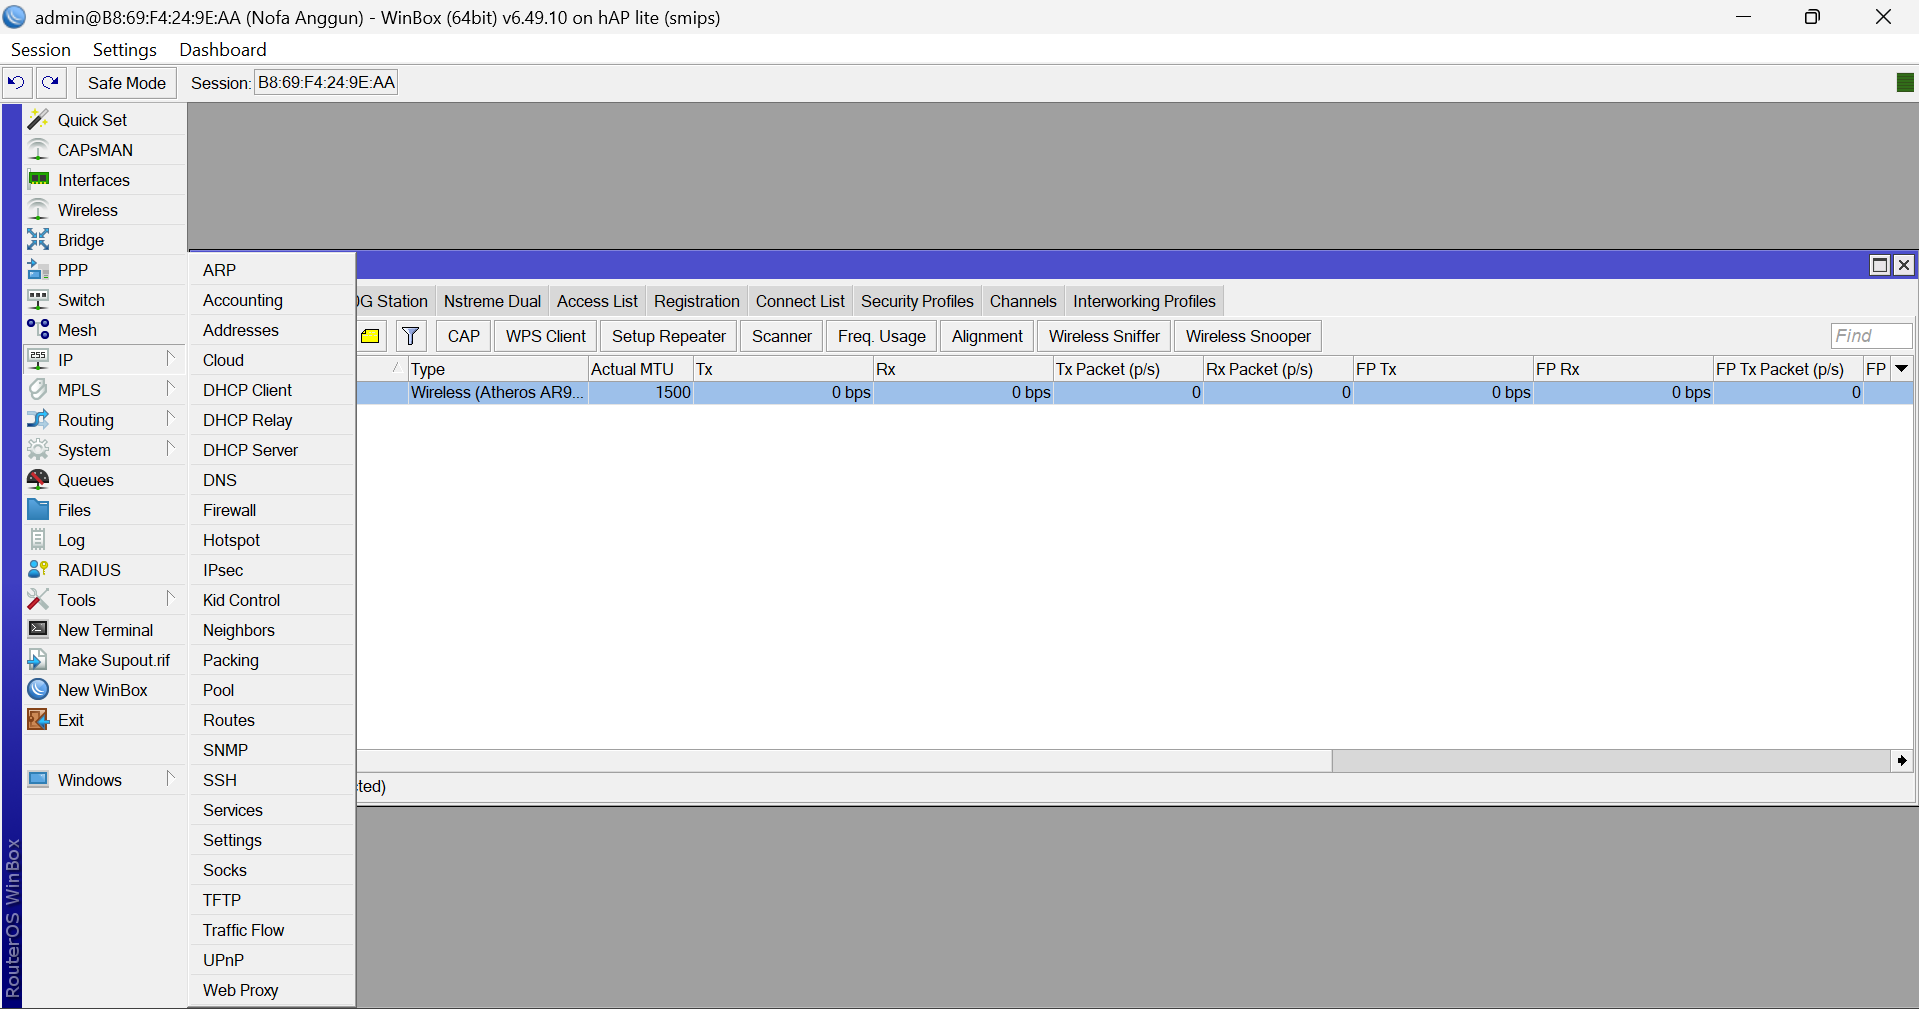 admin@B8:69:F4:24:9E:AA (Nofa Anggun) - WinBox (64bit) v6.49.10 on hAP lite (smips)
Session Settings Dashboard
Safe Mode Session: B8:69:F4:24:9E:AA
Quick Set
CAPsMAN
Interfaces
Wireless
Bridge
PPP
Switch
Mesh
255 IP
MPLS
Routing
System
Queues
Files
Log
RADIUS
Tools
New Terminal
Make Supout.rif
New WinBox
Exit
Windows
RouterOS WinBox
ARP
Accounting
Addresses
Cloud
DHCP Client
DHCP Relay
DHCP Server
DNS
Firewall
Hotspot
IPsec
Kid Control
Neighbors
Packing
Pool
Routes
SNMP
SSH
Services
Settings
Socks
TFTP
Traffic Flow
UPnP
Web Proxy
G Station Nstreme Dual Access List Registration Connect List Security Profiles Channels Interworking Profiles
CAP WPS Client Setup Repeater Scanner Freq. Usage Alignment Wireless Sniffer Wireless Snooper Find
Type Actual MTU Tx Rx Tx Packet (p/s) Rx Packet (p/s) FP Tx FP Rx FP Tx Packet (p/s) FP
Wireless (Atheros AR9... 1500 0 bps 0 bps 0 0 0 bps 0 bps 0
ted)